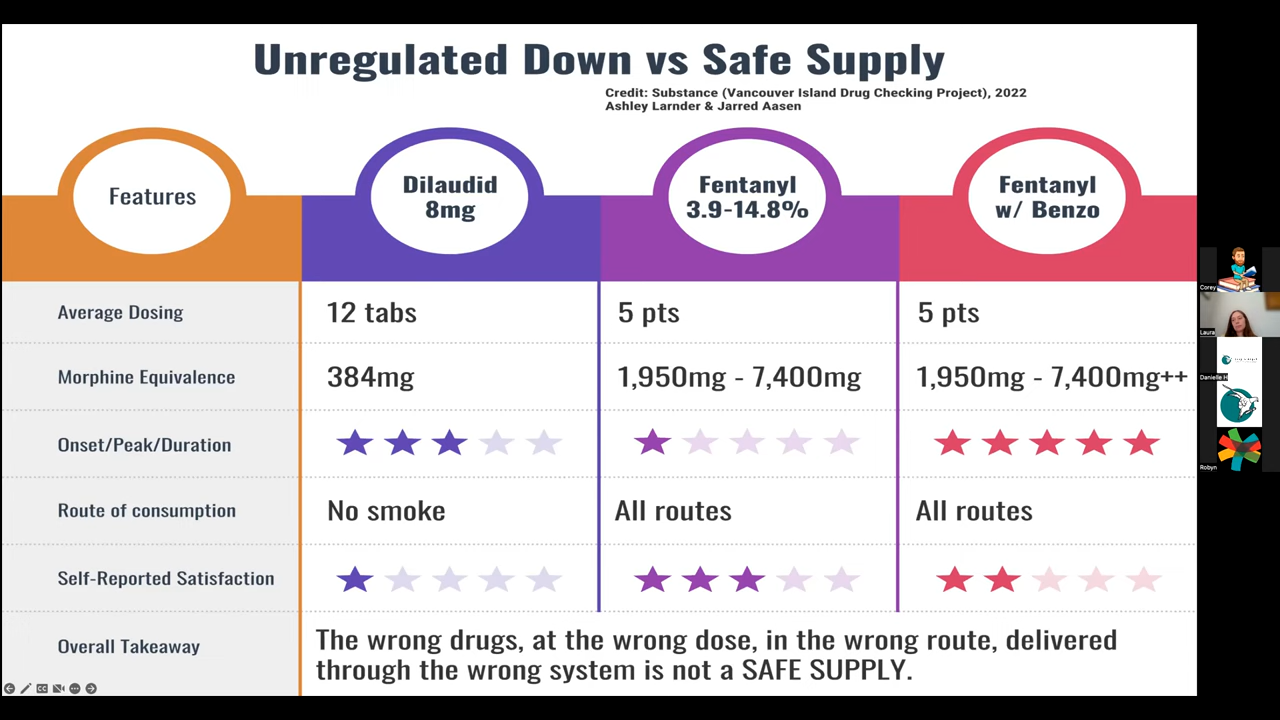 Unregulated Down vs Safe Supply
Credit: Substance (Vancouver Island Drug Checking Project), 2022
Ashley Larnder & Jarred Aasen
Features
Dilaudid
8mg
Fentanyl
3.9-14.8%
Fentanyl
w/ Benzo
Average Dosing
12 tabs
5 pts
5 pts
Morphine Equivalence
384mg
1,950mg - 7,400mg
1,950mg - 7,400mg++
Onset/Peak/Duration
Route of consumption
No smoke
All routes
All routes
Self-Reported Satisfaction
Overall Takeaway
The wrong drugs, at the wrong dose, in the wrong route, delivered
through the wrong system is not a SAFE SUPPLY.
Corey
Laura
Danielle H
Robyn